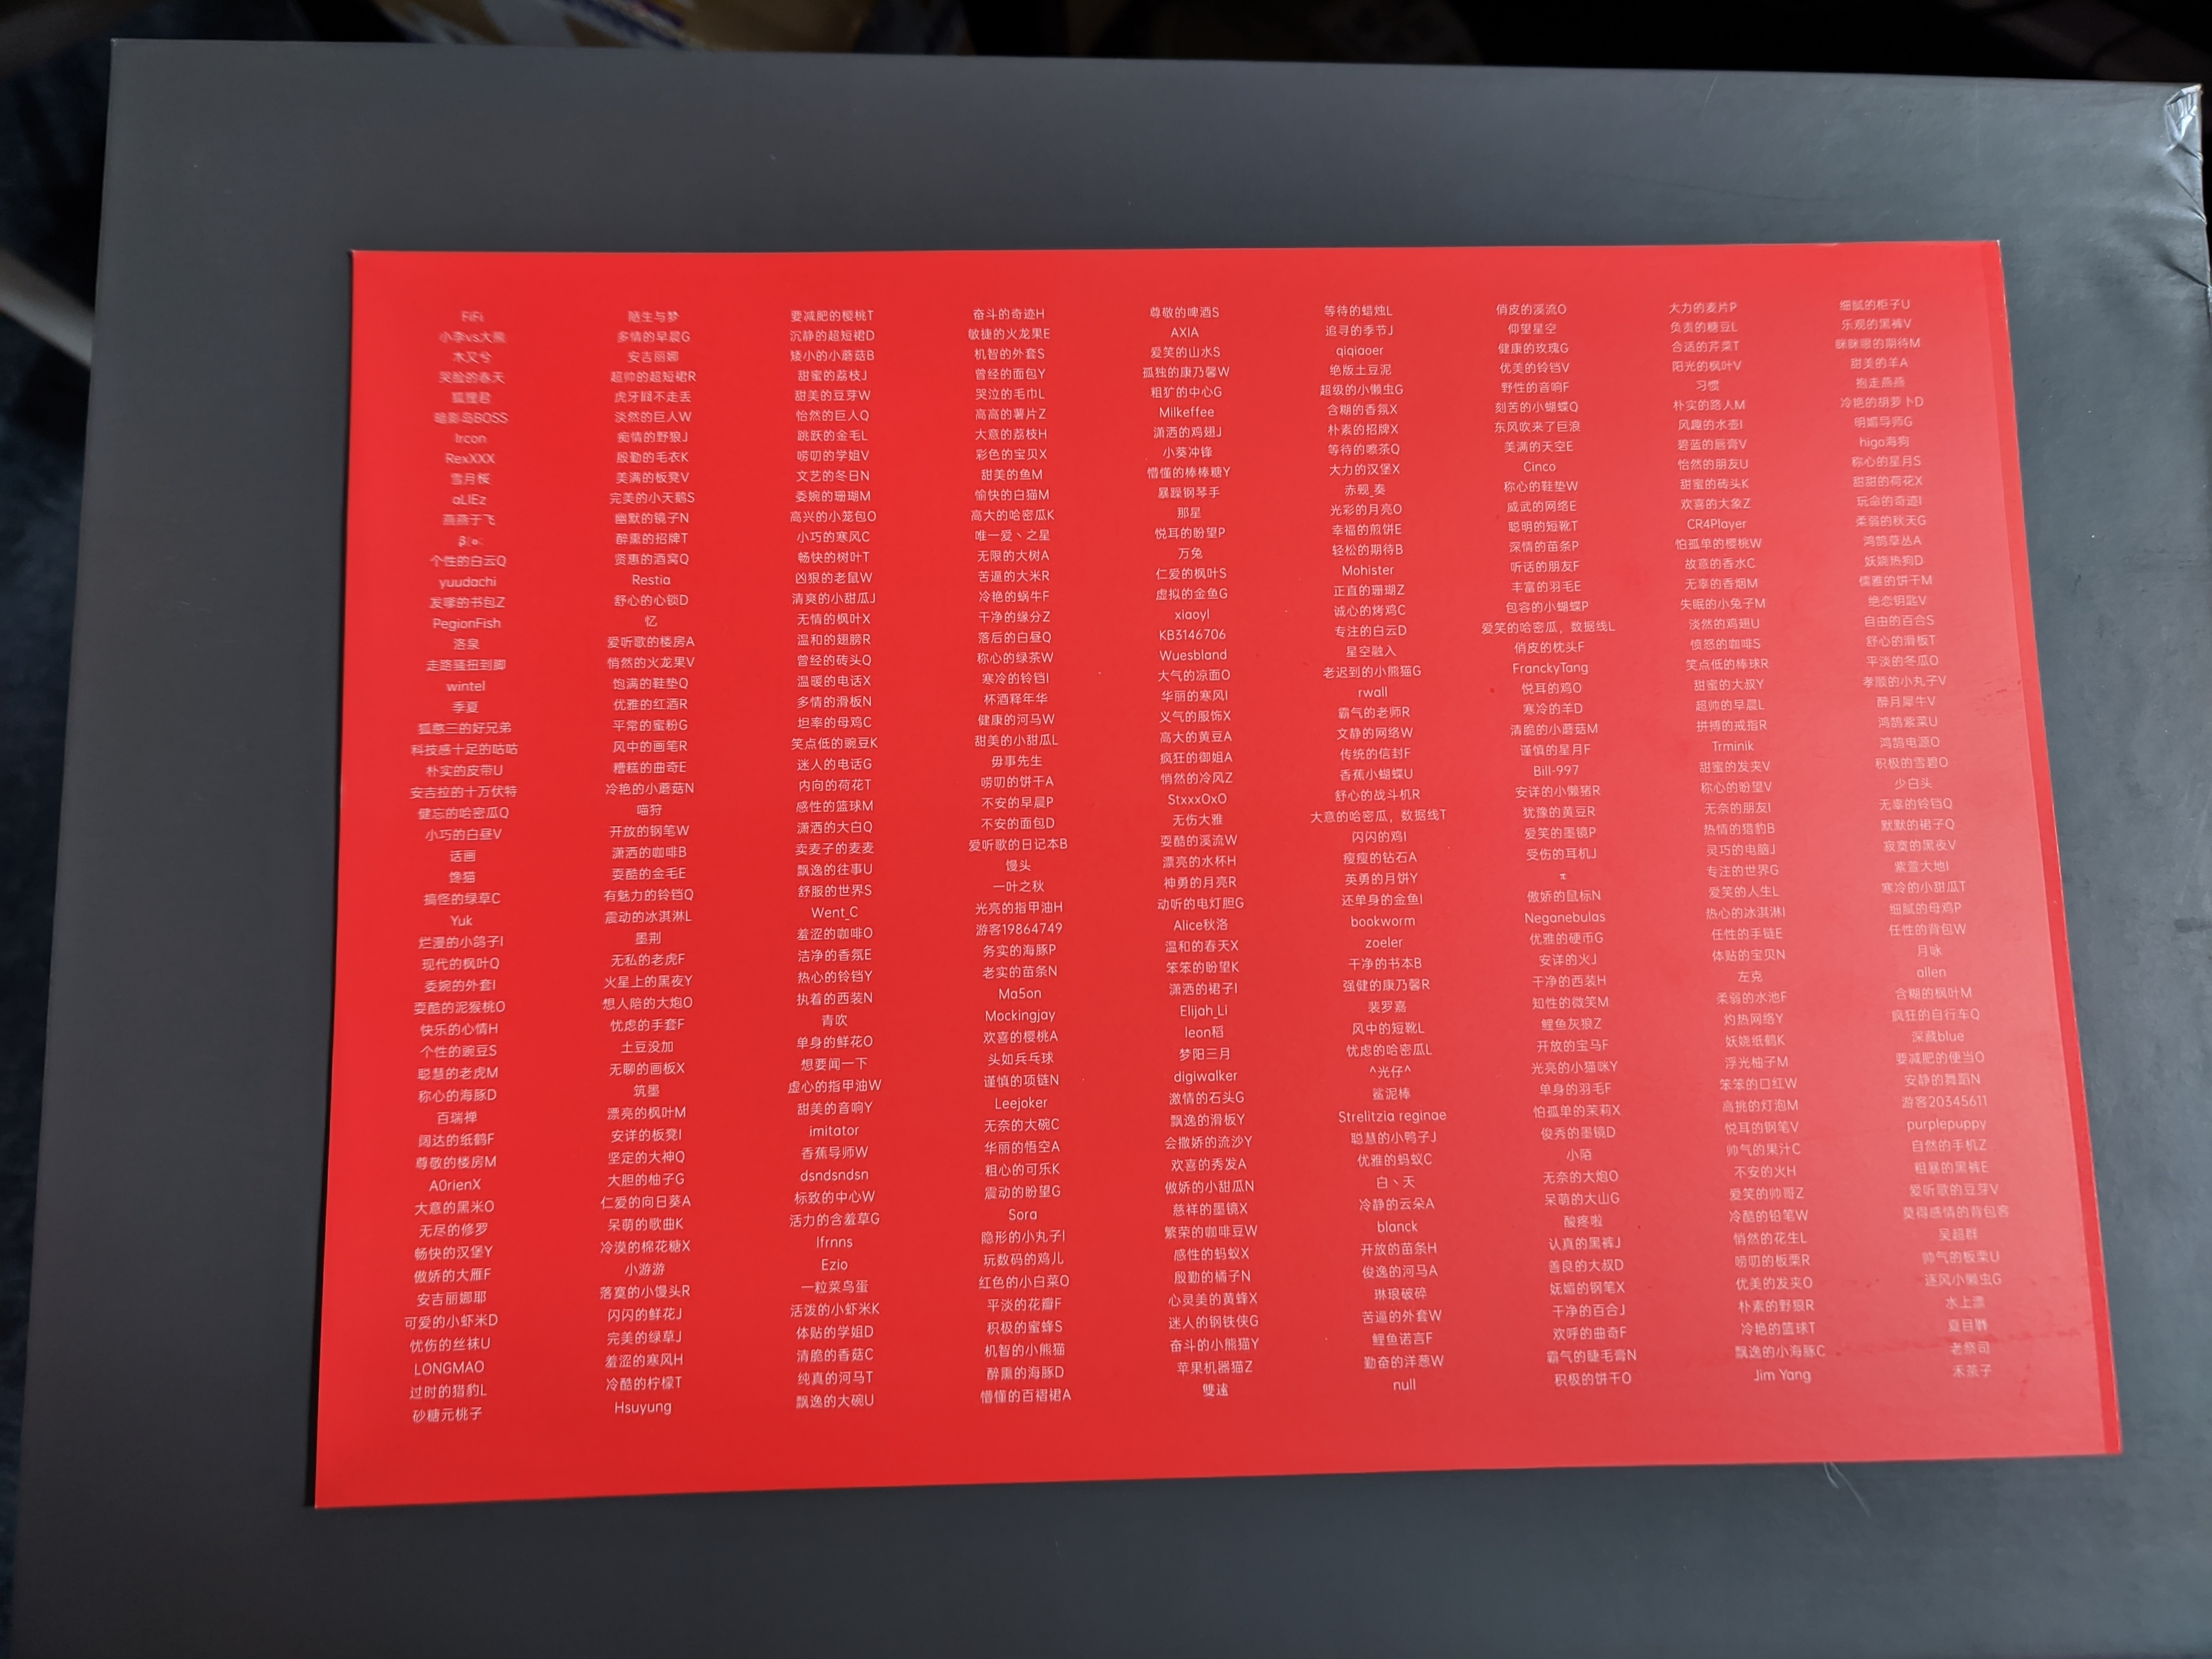 FiFi
小李vs大熊
木又兮
哭脸的春天
狐狸君
暗影岛BOSS
Ircon
RexXXX
雪月桜
aLIEz
燕燕于飞
个性的白云Q
yuudachi
发嗲的书包Z
PegionFish
洛泉
走路骚扭到脚
wintel
季夏
狐憨三的好兄弟
科技感十足的咕咕
朴实的皮带U
安吉拉的十万伏特
健忘的哈密瓜Q
小巧的白昼V
话画
馋猫
搞怪的绿草C
Yuk
烂漫的小鸽子I
现代的枫叶Q
委婉的外套I
耍酷的泥猴桃O
快乐的心情H
个性的豌豆S
聪慧的老虎M
称心的海豚D
百瑞禅
阔达的纸鹤F
尊敬的楼房M
A0rienX
大意的黑米O
无尽的修罗
畅快的汉堡Y
傲娇的大雁F
安吉丽娜耶
可爱的小虾米D
忧伤的丝袜U
LONGMAO
过时的猎豹L
砂糖元桃子
陌生与梦
多情的早晨G
安吉丽娜
超帅的超短裙R
虎牙囧不走丢
淡然的巨人W
痴情的野狼J
殷勤的毛衣K
美满的板凳V
完美的小天鹅S
幽默的镜子N
醉熏的招牌T
贤惠的酒窝Q
Restia
舒心的心锁D
忆
爱听歌的楼房A
悄然的火龙果V
饱满的鞋垫Q
优雅的红酒R
平常的蜜粉G
风中的画笔R
糟糕的曲奇E
冷艳的小蘑菇N
喵狩
开放的钢笔W
潇洒的咖啡B
耍酷的金毛E
有魅力的铃铛Q
震动的冰淇淋L
墨荆
无私的老虎F
火星上的黑夜Y
想人陪的大炮O
忧虑的手套F
土豆没加
无聊的画板X
筑墨
漂亮的枫叶M
安详的板凳I
坚定的大神Q
大胆的柚子G
仁爱的向日葵A
呆萌的歌曲K
冷漠的棉花糖X
小游游
落寞的小馒头R
闪闪的鲜花J
完美的绿草J
羞涩的寒风H
冷酷的柠檬T
Hsuyung
要减肥的樱桃T
沉静的超短裙D
矮小的小蘑菇B
甜蜜的荔枝J
甜美的豆芽W
怡然的巨人Q
跳跃的金毛L
唠叨的学姐V
文艺的冬日N
委婉的珊瑚M
高兴的小笼包O
小巧的寒风C
畅快的树叶T
凶狠的老鼠W
清爽的小甜瓜J
无情的枫叶X
温和的翅膀R
曾经的砖头Q
温暖的电话X
多情的滑板N
坦率的母鸡C
笑点低的豌豆K
迷人的电话G
内向的荷花T
感性的篮球M
潇洒的大白Q
卖麦子的麦麦
飘逸的往事U
舒服的世界S
Went_C
羞涩的咖啡O
洁净的香氛E
热心的铃铛Y
执着的西装N
青吹
单身的鲜花O
想要闻一下
虚心的指甲油W
甜美的音响Y
imitator
香蕉导师W
dsndsndsn
标致的中心W
活力的含羞草G
lfrnns
Ezio
一粒菜鸟蛋
活泼的小虾米K
体贴的学姐D
清脆的香菇C
纯真的河马T
飘逸的大碗U
奋斗的奇迹H
敏捷的火龙果E
机智的外套S
曾经的面包Y
哭泣的毛巾L
高高的薯片Z
大意的荔枝H
彩色的宝贝X
甜美的鱼M
愉快的白猫M
高大的哈密瓜K
唯一爱丶之星
无限的大树A
苦逼的大米R
冷艳的蜗牛F
干净的缘分Z
落后的白昼Q
称心的绿茶W
寒冷的铃铛I
杯酒释年华
健康的河马W
甜美的小甜瓜L
毋事先生
唠叨的饼干A
不安的早晨P
不安的面包D
爱听歌的日记本B
馒头
一叶之秋
光亮的指甲油H
游客19864749
务实的海豚P
老实的苗条N
Ma5on
Mockingjay
欢喜的樱桃A
头如兵乓球
谨慎的项链N
Leejoker
无奈的大碗C
华丽的悟空A
粗心的可乐K
震动的盼望G
Sora
隐形的小丸子I
玩数码的鸡儿
红色的小白菜O
平淡的花瓣F
积极的蜜蜂S
机智的小熊猫
醉熏的海豚D
懵懂的百褶裙A
尊敬的啤酒S
AXIA
爱笑的山水S
孤独的康乃馨W
粗犷的中心G
Milkeffee
潇洒的鸡翅J
小葵冲锋
懵懂的棒棒糖Y
暴躁钢琴手
那星
悦耳的盼望P
万兔
仁爱的枫叶S
虚拟的金鱼G
xiaoyl
KB3146706
Wuesbland
大气的凉面O
华丽的寒风I
义气的服饰X
高大的黄豆A
疯狂的御姐A
悄然的冷风Z
StxxxOxO
无伤大雅
耍酷的溪流W
漂亮的水杯H
神勇的月亮R
动听的电灯胆G
Alice秋洛
温和的春天X
笨笨的盼望K
潇洒的裙子I
Elijah_Li
leon稻
梦阳三月
digiwalker
激情的石头G
飘逸的滑板Y
会撒娇的流沙Y
欢喜的秀发A
傲娇的小甜瓜N
慈祥的墨镜X
繁荣的咖啡豆W
感性的蚂蚁X
殷勤的橘子N
心灵美的黄蜂X
迷人的钢铁侠G
奋斗的小熊猫Y
苹果机器猫Z
等待的蜡烛L
追寻的季节J
qiqiaoer
绝版土豆泥
超级的小懒虫G
含糊的香氛X
朴素的招牌X
等待的嚓茶Q
大力的汉堡X
赤觋_奏
光彩的月亮O
幸福的煎饼E
轻松的期待B
Mohister
正直的珊瑚Z
诚心的烤鸡C
专注的白云D
星空融入
老迟到的小熊猫G
rwall
霸气的老师R
文静的网络W
传统的信封F
香蕉小蝴蝶U
舒心的战斗机R
大意的哈密瓜，数据线T
闪闪的鸡I
瘦瘦的钻石A
英勇的月饼Y
还单身的金鱼I
bookworm
zoeler
干净的书本B
强健的康乃馨R
裴罗嘉
风中的短靴L
忧虑的哈密瓜L
^光仔^
鲨泥棒
Strelitzia reginae
聪慧的小鸭子J
优雅的蚂蚁C
白丶天
冷静的云朵A
blanck
开放的苗条H
俊逸的河马A
琳琅破碎
苦逼的外套W
鲤鱼诺言F
勤奋的洋葱W
null
俏皮的溪流O
仰望星空
健康的玫瑰G
优美的铃铛V
野性的音响F
刻苦的小蝴蝶Q
东风吹来了巨浪
美满的天空E
Cinco
称心的鞋垫W
威武的网络E
聪明的短靴T
深情的苗条P
听话的朋友F
丰富的羽毛E
包容的小蝴蝶P
爱笑的哈密瓜，数据线L
俏皮的枕头F
FranckyTang
悦耳的鸡O
寒冷的羊D
清脆的小蘑菇M
谨慎的星月F
Bill-997
安详的小懒猪R
犹豫的黄豆R
爱笑的墨镜P
受伤的耳机J
π
傲娇的鼠标N
Neganebulas
优雅的硬币G
安详的火J
干净的西装H
知性的微笑M
鲤鱼灰狼Z
开放的宝马F
光亮的小猫咪Y
单身的羽毛F
怕孤单的茉莉X
俊秀的墨镜D
小陌
无奈的大炮O
呆萌的大山G
酸疼啦
认真的黑裤J
善良的大叔D
妩媚的钢笔X
干净的百合J
欢呼的曲奇F
霸气的睫毛膏N
积极的饼干O
大力的麦片P
负责的糖豆L
合适的芹菜T
阳光的枫叶V
习惯
朴实的路人M
风趣的水壶I
碧蓝的唇膏V
怡然的朋友U
甜蜜的砖头K
欢喜的大象Z
CR4Player
怕孤单的樱桃W
故意的香水C
无辜的香烟M
失眠的小兔子M
淡然的鸡翅U
愤怒的咖啡S
笑点低的棒球R
甜蜜的大叔Y
超帅的早晨L
拼搏的戒指R
Trminik
甜蜜的发夹V
称心的盼望V
无奈的朋友I
热情的猎豹B
灵巧的电脑J
专注的世界G
爱笑的人生L
热心的冰淇淋I
任性的手链E
体贴的宝贝N
左克
柔弱的水池F
灼热网络Y
妖娆纸鹤K
浮光柚子M
笨笨的口红W
高挑的灯泡M
悦耳的钢笔V
帅气的果汁C
不安的火H
爱笑的帅哥Z
冷酷的铅笔W
悄然的花生L
唠叨的板栗R
优美的发夹O
朴素的野狼R
冷艳的篮球T
飘逸的小海豚C
Jim Yang
细腻的柜子U
乐观的黑裤V
眯眯眼的期待M
甜美的羊A
抱走燕燕
冷艳的胡萝卜D
明媚导师G
higo海狗
称心的星月S
甜甜的荷花X
玩命的奇迹I
柔弱的秋天G
鸿鹄草丛A
妖娆热狗D
儒雅的饼干M
绝恋钥匙V
自由的百合S
舒心的滑板T
平淡的冬瓜O
孝顺的小丸子V
醉月犀牛V
鸿鹄紫菜U
鸿鹄电源O
积极的雪碧O
少白头
无辜的铃铛Q
默默的裙子Q
寂寞的黑夜V
紫萱大地I
寒冷的小甜瓜T
细腻的母鸡P
任性的背包W
月咏
allen
含糊的枫叶M
疯狂的自行车Q
深藏blue
要减肥的便当O
安静的舞蹈N
游客20345611
purplepuppy
自然的手机Z
粗暴的黑裤E
爱听歌的豆芽V
莫得感情的背包客
吴超群
帅气的板栗U
逐风小懒虫G
水上漂
夏目翀
老祭司
禾茶子